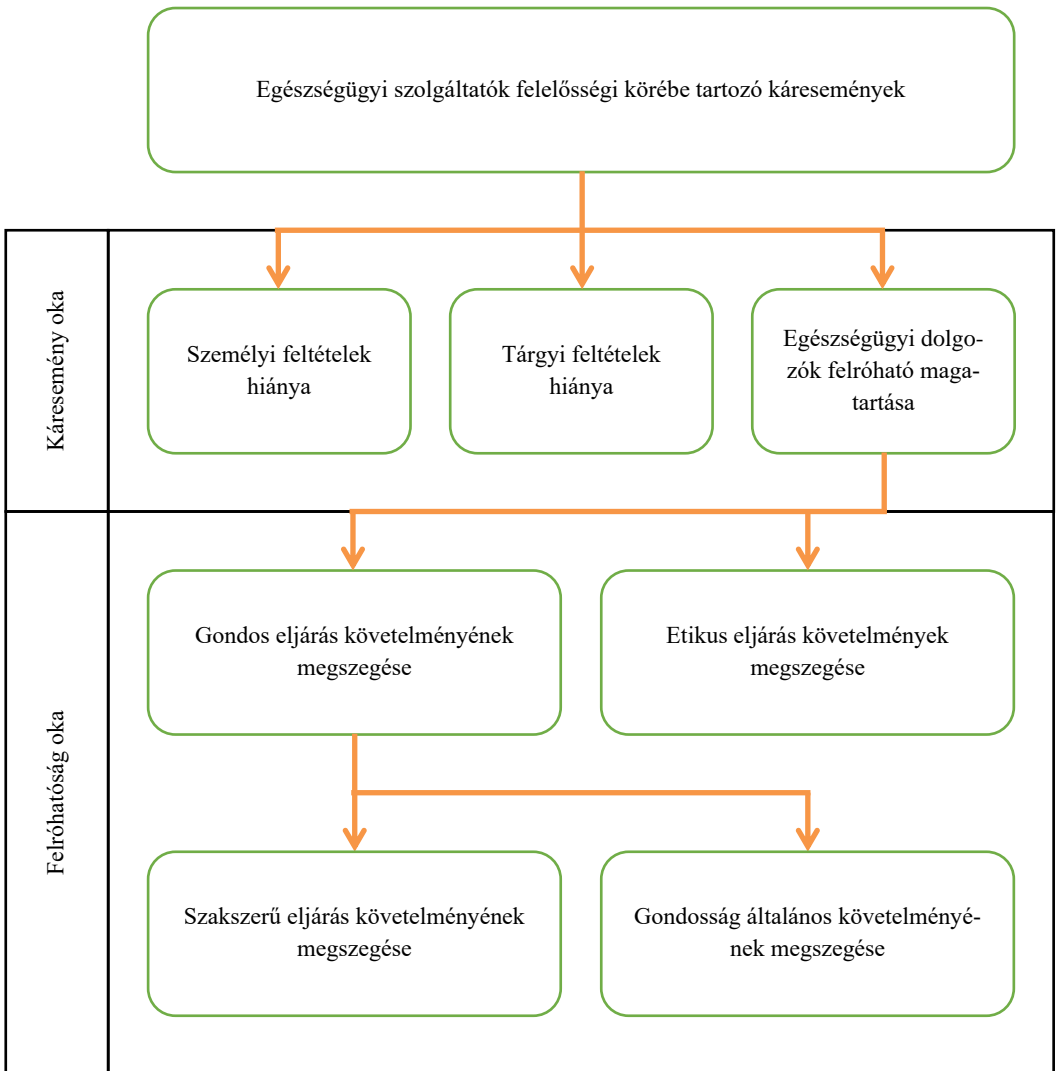 Egészségügyi szolgáltatók felelősségi körébe tartozó káresemények
Káresemény oka
Személyi feltételek
hiánya
Tárgyi feltételek
hiánya
Egészségügyi dolgo-
zók felróható maga-
tartása
Felróhatóság oka
Gondos eljárás követelményének
megszegése
Etikus eljárás követelmények
megszegése
Szakszerű eljárás követelményének
megszegése
Gondosság általános követelményé-
nek megszegése